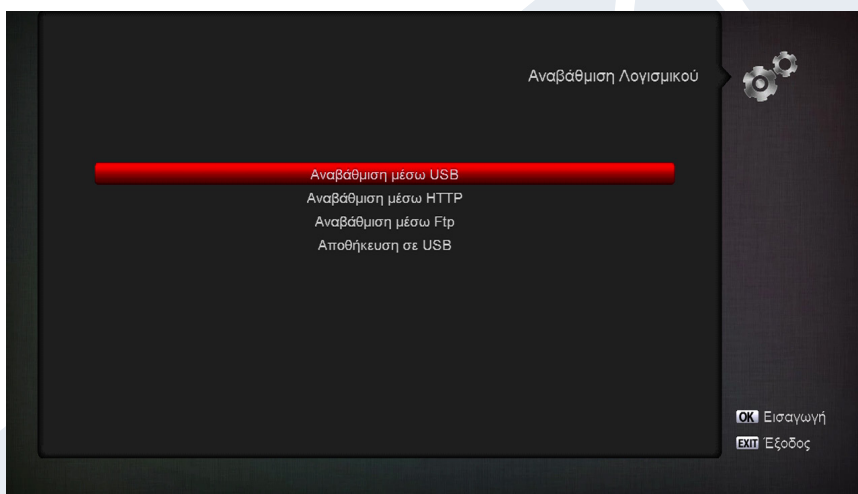 Αναβάθμιση Λογισμικού
Αναβάθμιση μέσω USB
Αναβάθμιση μέσω HTTP
Αναβάθμιση μέσω Ftp
Αποθήκευση σε USB
OK Εισαγωγή
EXIT Έξοδος